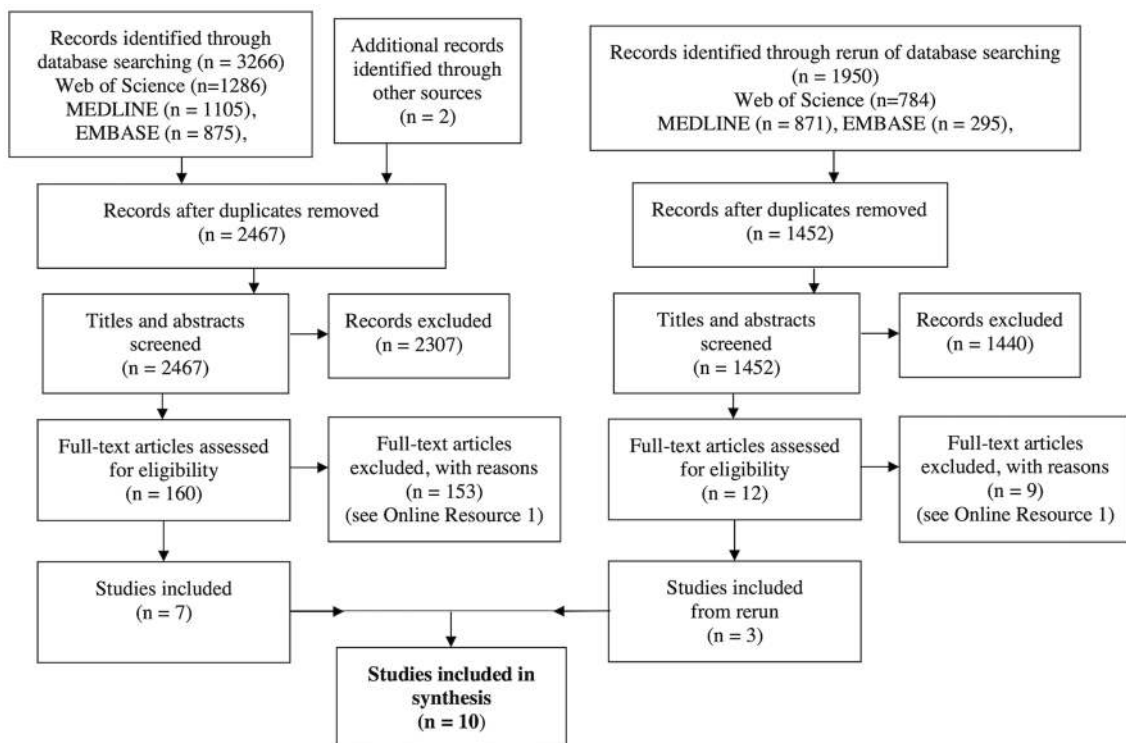 Records identified through
database searching (n = 3266)
Web of Science (n=1286)
MEDLINE (n = 1105),
EMBASE (n = 875),
Additional records
identified through
other sources
(n = 2)
Records identified through rerun of database searching
(n = 1950)
Web of Science (n=784)
MEDLINE (n = 871), EMBASE (n = 295),
Records after duplicates removed
(n = 2467)
Records after duplicates removed
(n = 1452)
Titles and abstracts
screened
(n = 2467)
Records excluded
(n = 2307)
Titles and abstracts
screened
(n = 1452)
Records excluded
(n = 1440)
Full-text articles assessed
for eligibility
(n = 160)
Full-text articles
excluded, with reasons
(n = 153)
(see Online Resource 1)
Full-text articles assessed
for eligibility
(n = 12)
Full-text articles
excluded, with reasons
(n = 9)
(see Online Resource 1)
Studies included
(n = 7)
Studies included
from rerun
(n = 3)
Studies included in
synthesis
(n = 10)